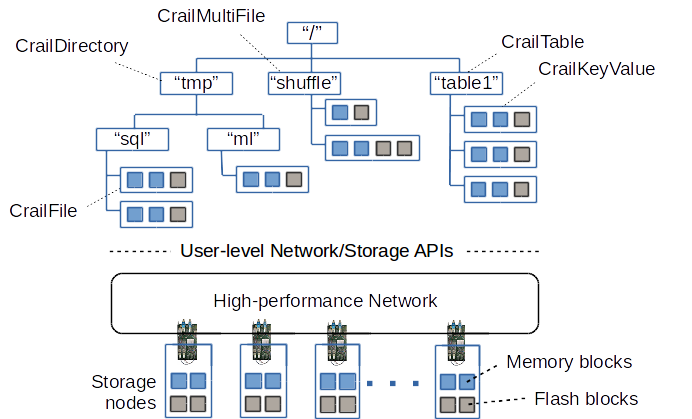 CrailMultiFile
"/"
CrailDirectory
CrailTable
CrailKeyValue
“tmp”
“shuffle”
“table1”
“sql”
“ml”
CrailFile
User-level Network/Storage APIs
High-performance Network
Storage
nodes
Memory blocks
Flash blocks